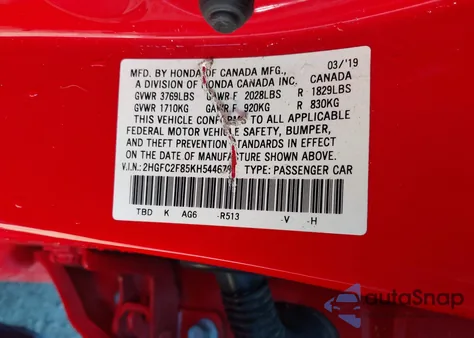 03/'19
MFD. BY HONDA OF CANADA MFG., CANADA
A DIVISION OF HONDA CANADA INC.
GVWR 3769LBS GAWR F 2028LBS R 1829LBS
GVWR 1710KG GAWR F 920KG R 830KG
THIS VEHICLE CONFORMS TO ALL APPLICABLE
FEDERAL MOTOR VEHICLE SAFETY, BUMPER,
AND THEFT PREVENTION STANDARDS IN EFFECT
ON THE DATE OF MANUFACTURE SHOWN ABOVE.
V.I.N.: TYPE: PASSENGER CAR
TBD K AG6 -R513 -V -H
autoSnap